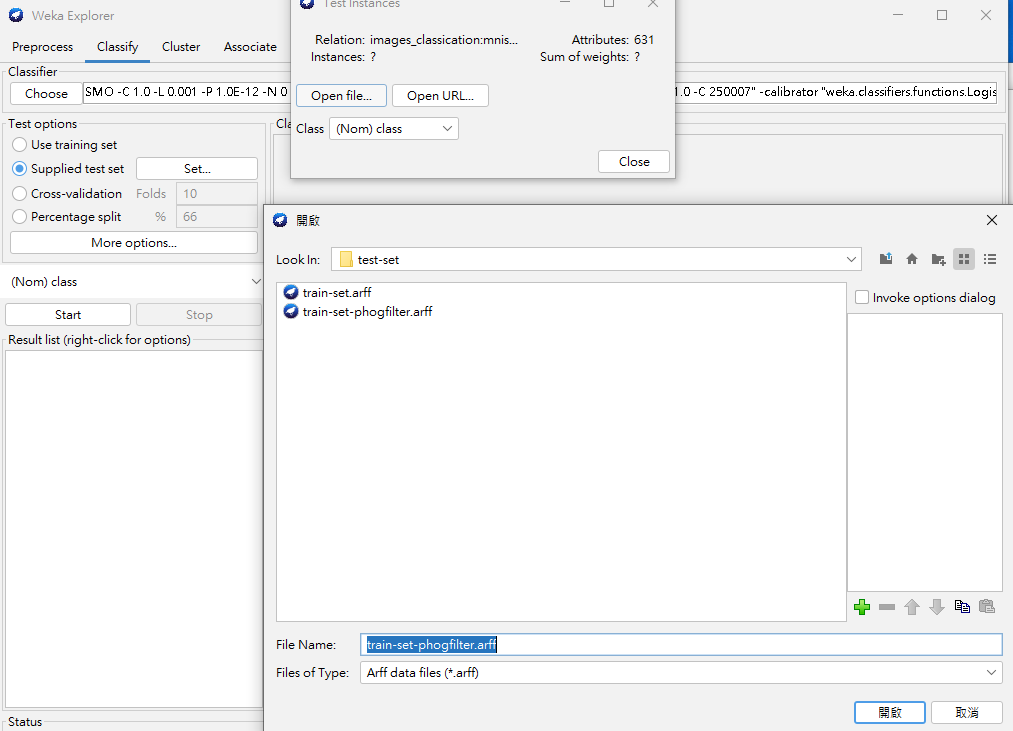 Weka Explorer
Preprocess Classify Cluster Associate
Classifier
Choose SMO -C 1.0 -L 0.001 -P 1.0E-12 -N 0
1.0 -C 250007" -calibrator "weka.classifiers.functions.Logis
Test options
Use training set
Supplied test set Set...
Cross-validation Folds 10
Percentage split % 66
More options...
(Nom) class
Start Stop
Result list (right-click for options)
Status
Cla
Test Instances
Relation: images_classication:mnis... Attributes: 631
Instances: ? Sum of weights: ?
Open file... Open URL...
Class (Nom) class
Close
開啟
Look In: test-set
train-set.arff
train-set-phogfilter.arff
Invoke options dialog
File Name: train-set-phogfilter.arff
Files of Type: Arff data files (*.arff)
開啟 取消